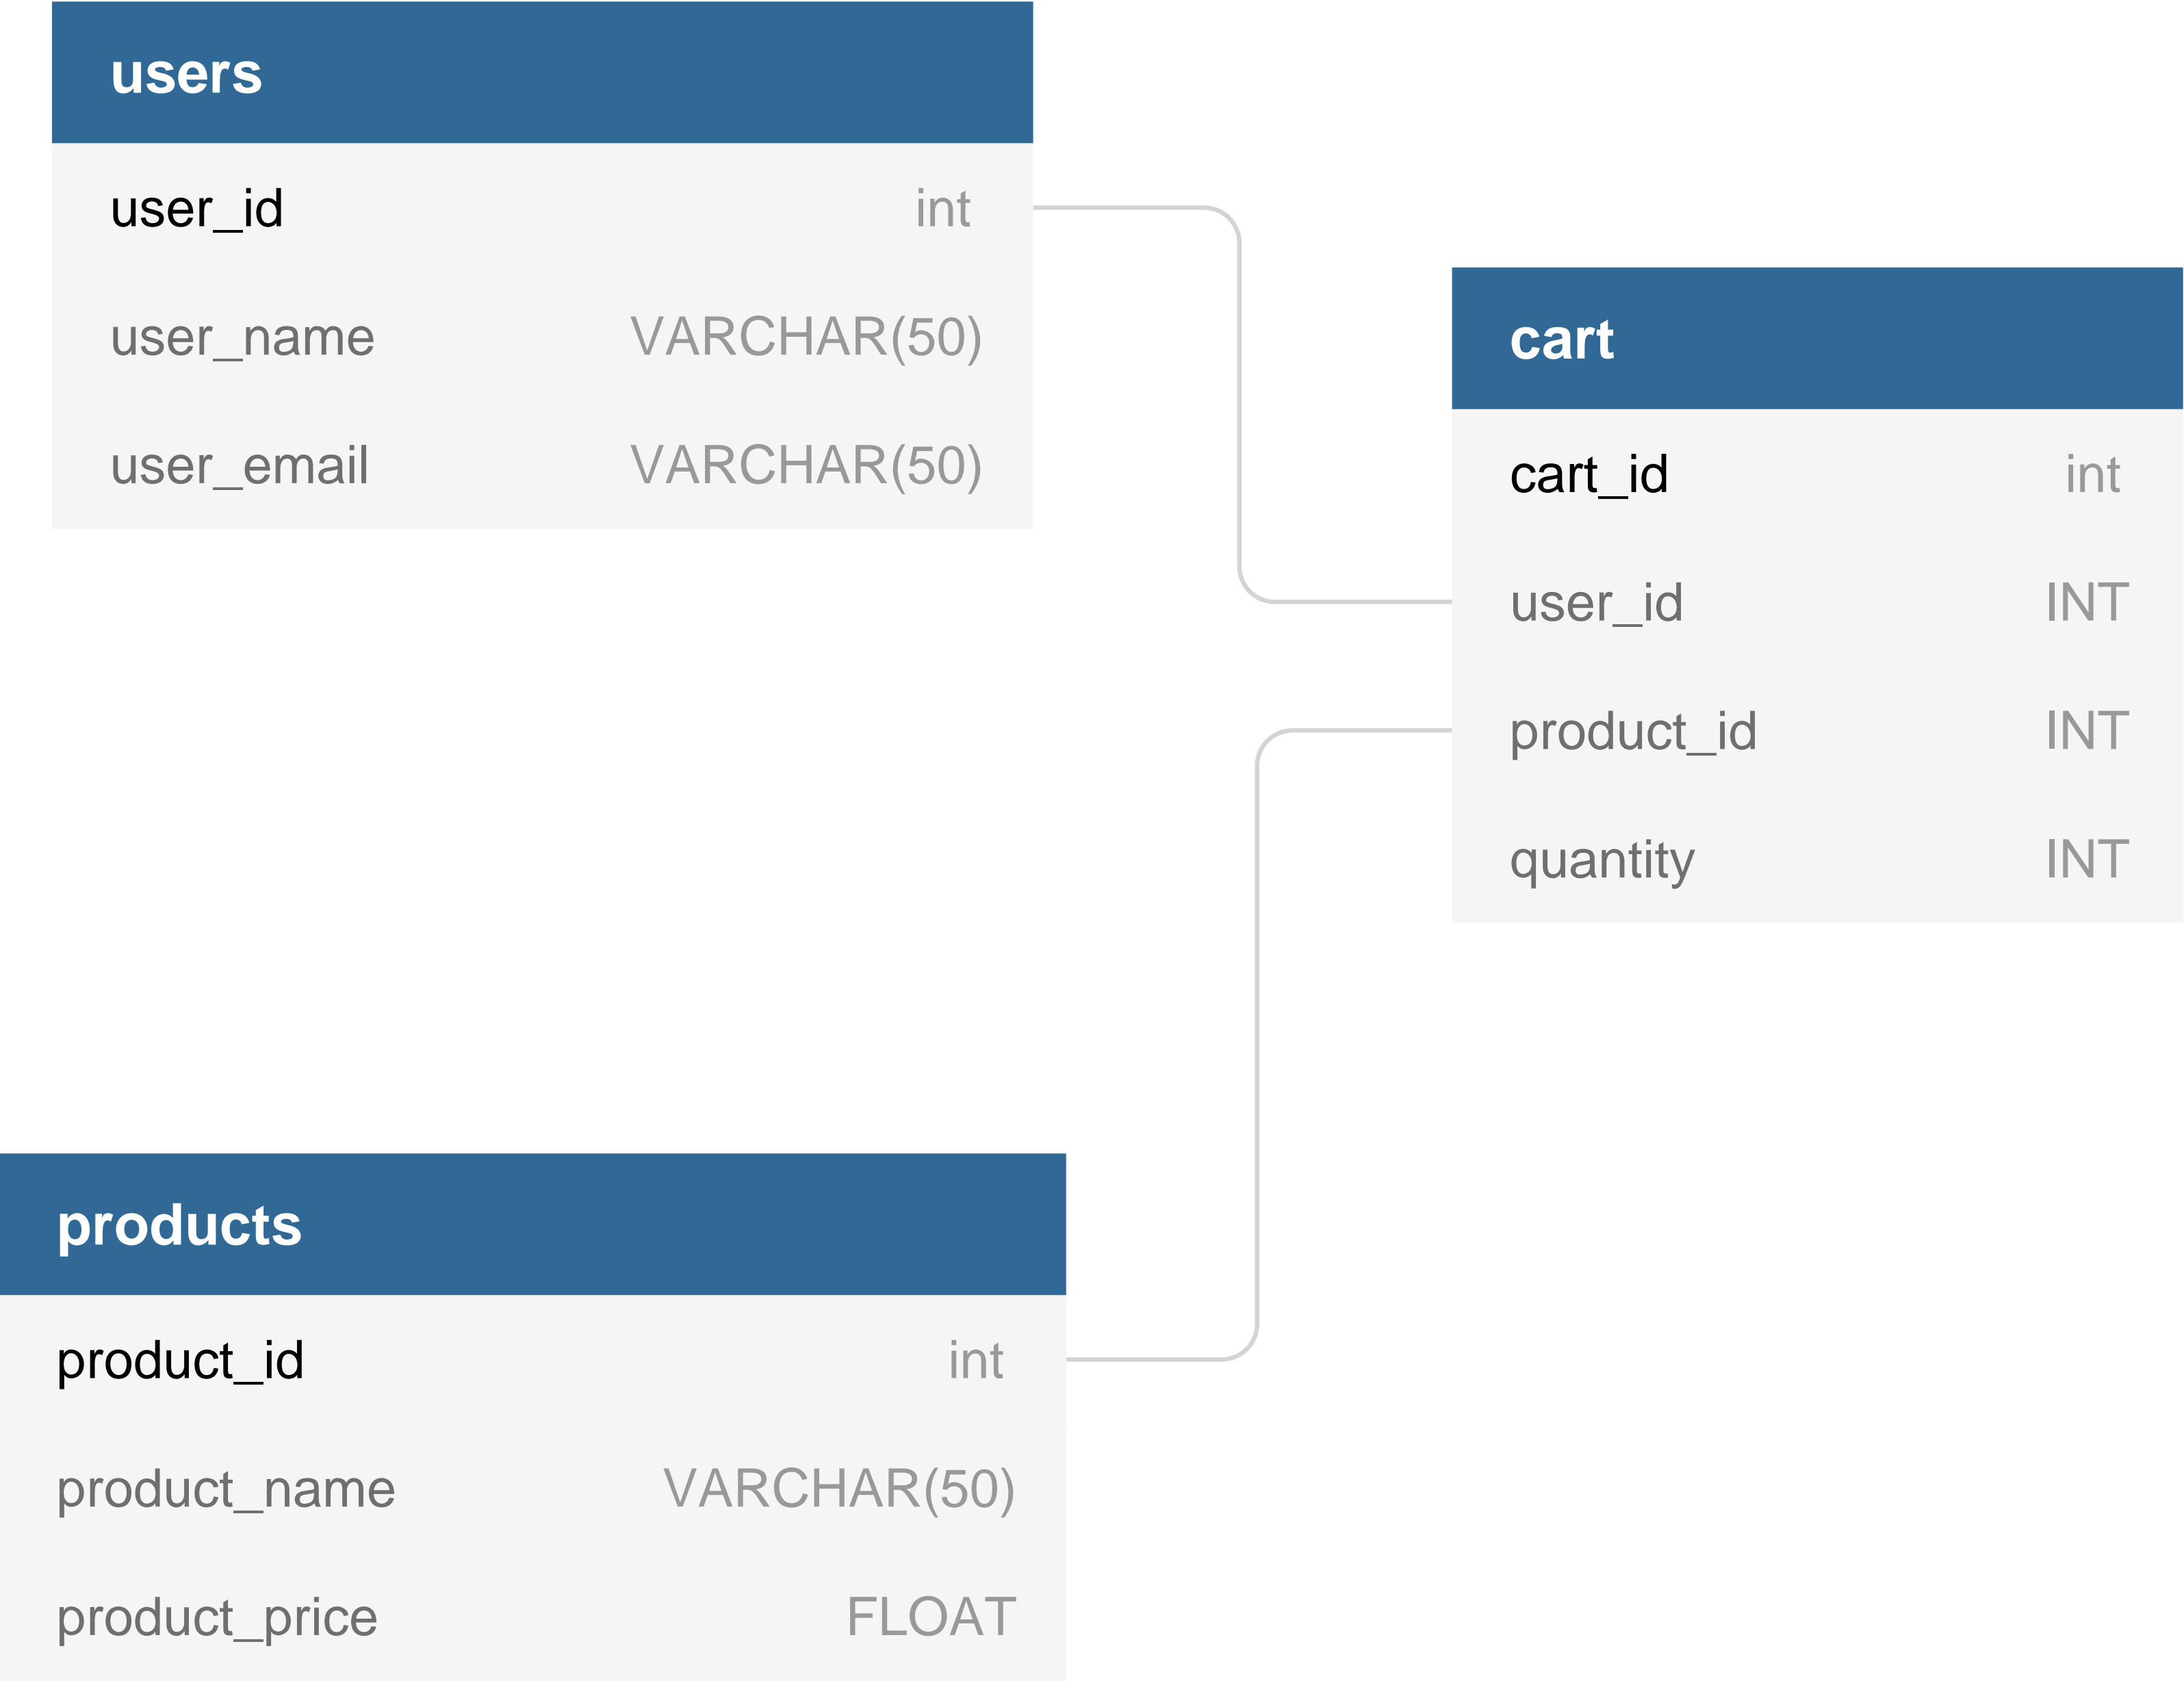 users
user_id int
user_name VARCHAR(50)
user_email VARCHAR(50)
cart
cart_id int
user_id INT
product_id INT
quantity INT
products
product_id int
product_name VARCHAR(50)
product_price FLOAT